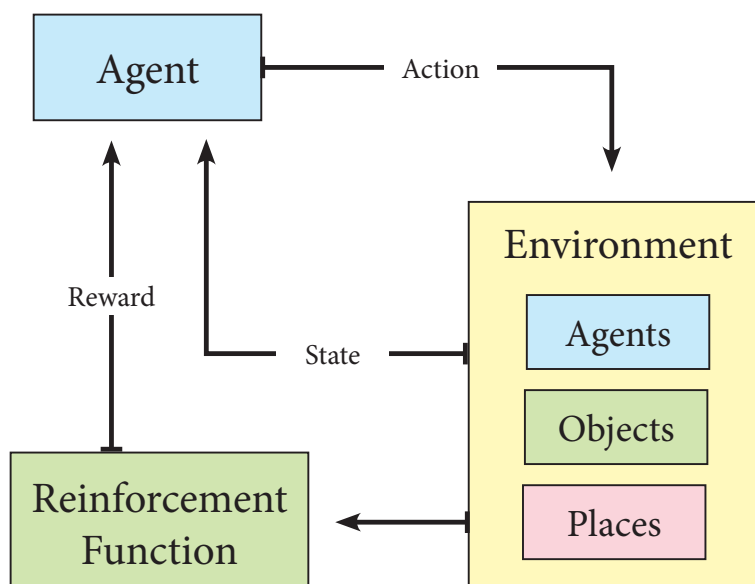 Agent
Action
Environment
Reward
State
Agents
Objects
Places
Reinforcement
Function